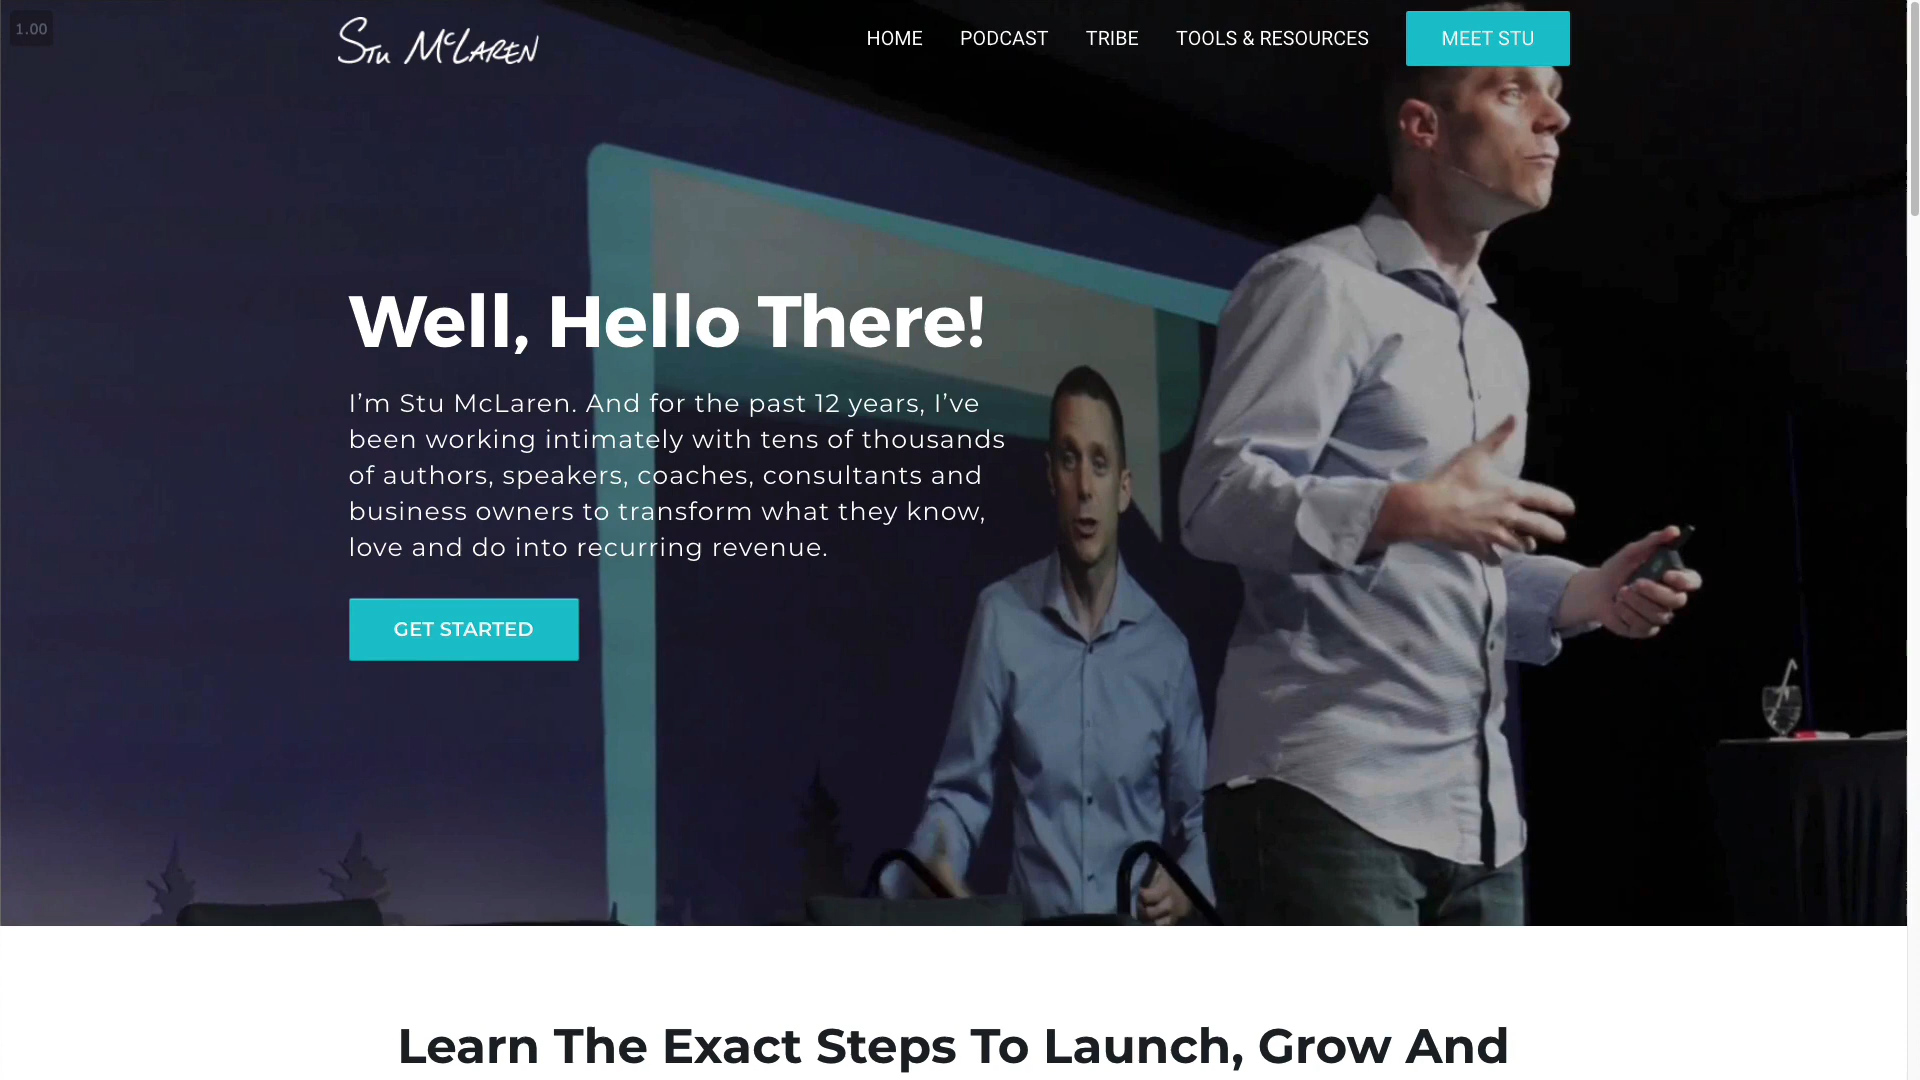 1.00
Stu McLaren
HOME PODCAST TRIBE TOOLS & RESOURCES MEET STU
Well, Hello There!
I’m Stu McLaren. And for the past 12 years, I’ve
been working intimately with tens of thousands
of authors, speakers, coaches, consultants and
business owners to transform what they know,
love and do into recurring revenue.
GET STARTED
Learn The Exact Steps To Launch, Grow And